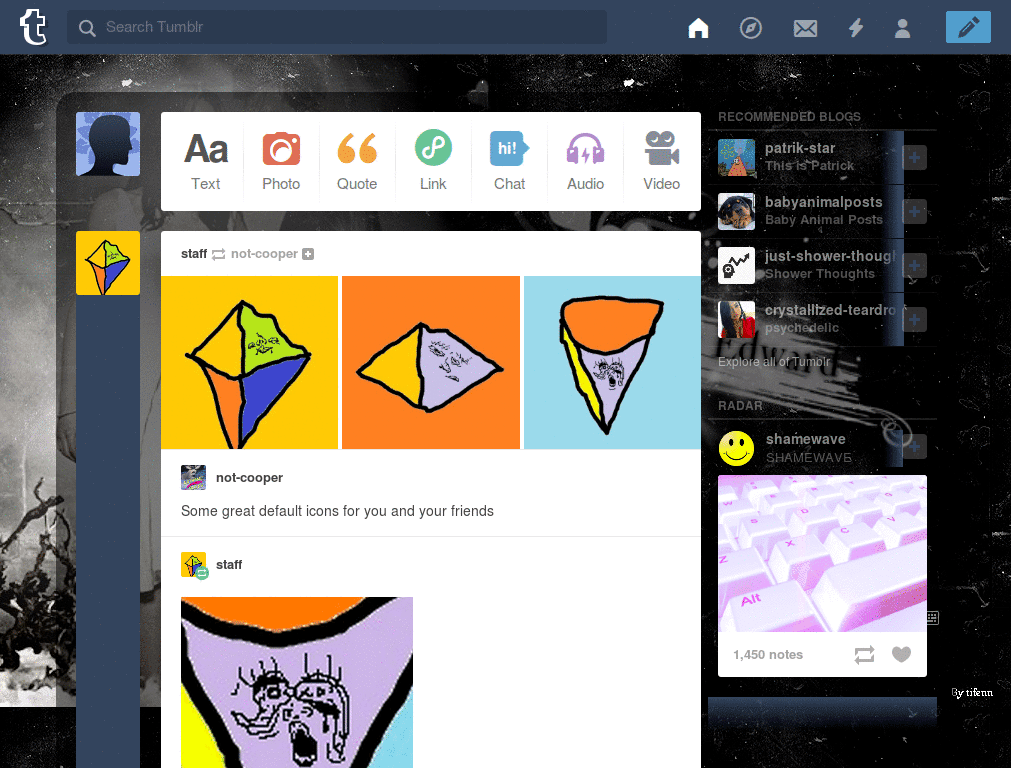 t
Search Tumblr
Aa
hi!
Text
Photo
Quote
Link
Chat
Audio
Video
staff not-cooper
not-cooper
Some great default icons for you and your friends
staff
RECOMMENDED BLOGS
patrik-star
This is Patrick
babyanimalposts
Baby Animal Posts
just-shower-though
Shower Thoughts
crystallized-teardro
psychedelic
Explore all of Tumblr
RADAR
shamewave
SHAMEWAVE
Z
X
C
V
Alt
1,450 notes
By tifenn